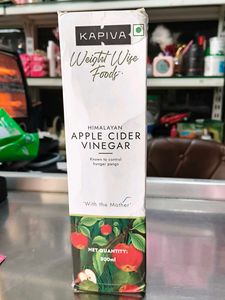 KAPIVA
Weight Wise
Foods
HIMALAYAN
APPLE CIDER
VINEGAR
Known to control
hunger pangs
'With the Mother'
NET QUANTITY:
500ml